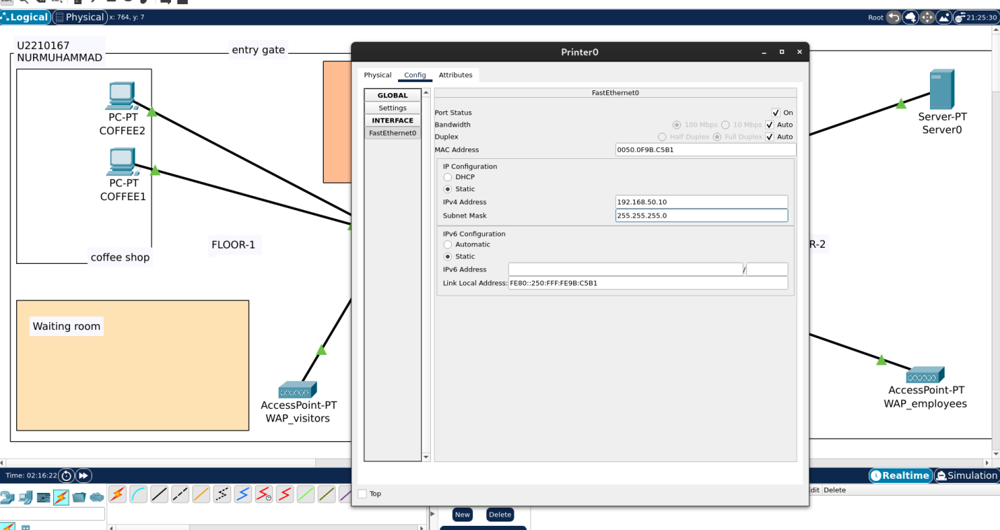 Logical Physical x: 764, y: 7 Root 21:25:30
U2210167
NURMUHAMMAD
entry gate
PC-PT
COFFEE2
PC-PT
COFFEE1
FLOOR-1
coffee shop
Waiting room
AccessPoint-PT
WAP_visitors
Printer0
Physical Config Attributes
GLOBAL
Settings
INTERFACE
FastEthernet0
FastEthernet0
Port Status On
Bandwidth 100 Mbps 10 Mbps Auto
Duplex Half Duplex Full Duplex Auto
MAC Address 0050.0F9B.C5B1
IP Configuration
DHCP
Static
IPv4 Address 192.168.50.10
Subnet Mask 255.255.255.0
IPv6 Configuration
Automatic
Static
IPv6 Address /
Link Local Address: FE80::250:FFF:FE9B:C5B1
Top
Server-PT
Server0
R-2
AccessPoint-PT
WAP_employees
Time: 02:16:22 Realtime Simulation
dit Delete
New Delete